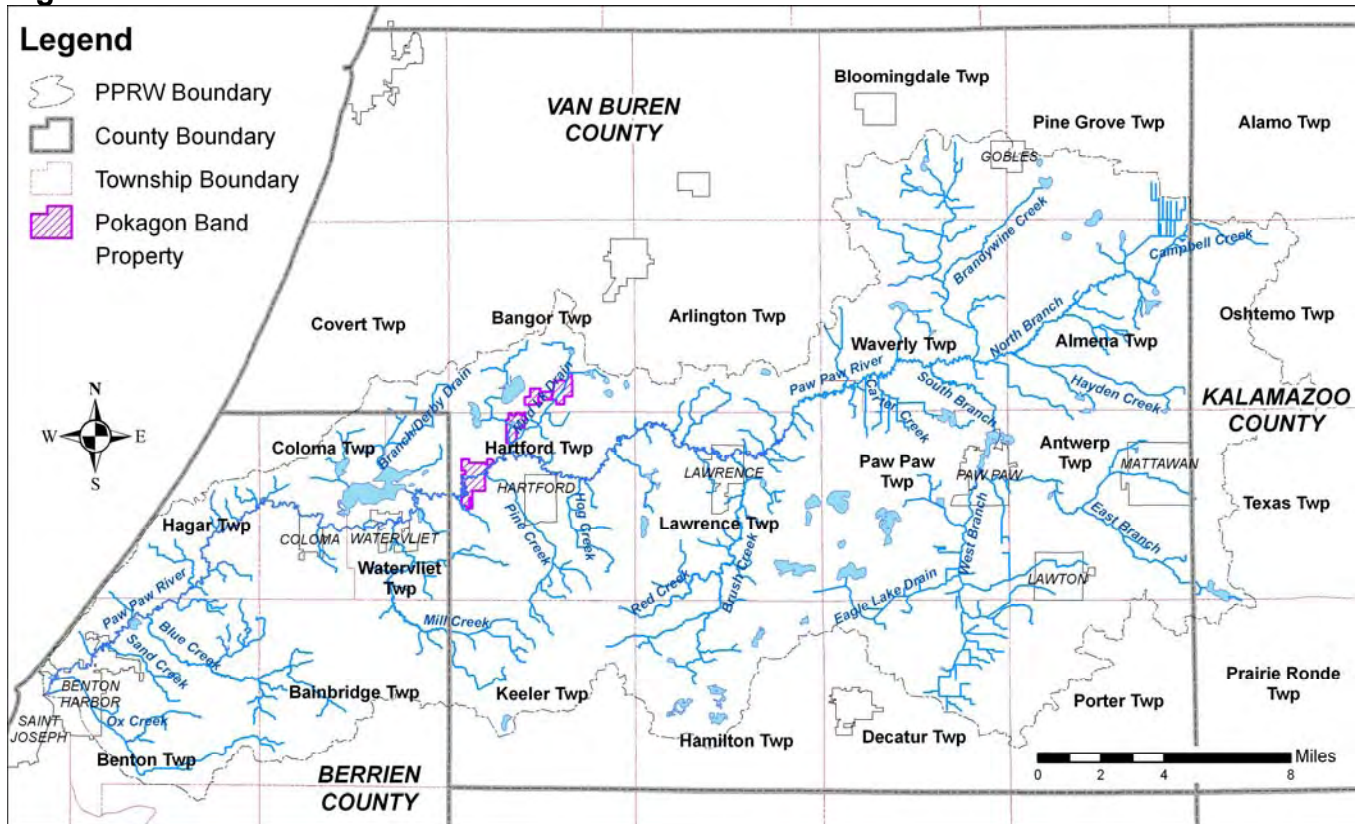 Legend
PPRW Boundary
County Boundary
Township Boundary
Pokagon Band
Property
VAN BUREN
COUNTY
Bloomingdale Twp
Pine Grove Twp
Alamo Twp
GOBLES
Brandywine Creek
Campbell Creek
Covert Twp
Bangor Twp
Arlington Twp
Waverly Twp
North Branch
Almena Twp
Oshtemo Twp
Paw Paw River
Carter Creek
South Branch
Hayden Creek
KALAMAZOO
COUNTY
N
W
E
S
Coloma Twp
Branch/Derby Drain
Hartford Twp
HARTFORD
LAWRENCE
Paw Paw
Twp
PAW PAW
Antwerp
Twp
MATTAWAN
Texas Twp
Hagar Twp
COLOMA
WATERVLIET
Watervliet
Twp
Pine Creek
Hog Creek
Lawrence Twp
West Branch
East Branch
LAWTON
Red Creek
Brush Creek
Eagle Lake Drain
Paw Paw River
Blue Creek
Sand Creek
Mill Creek
BENTON
HARBOR
Bainbridge Twp
Keeler Twp
Porter Twp
Prairie Ronde
Twp
SAINT
JOSEPH
Ox Creek
Benton Twp
Hamilton Twp
Decatur Twp
BERRIEN
COUNTY
Miles
0 2 4 8